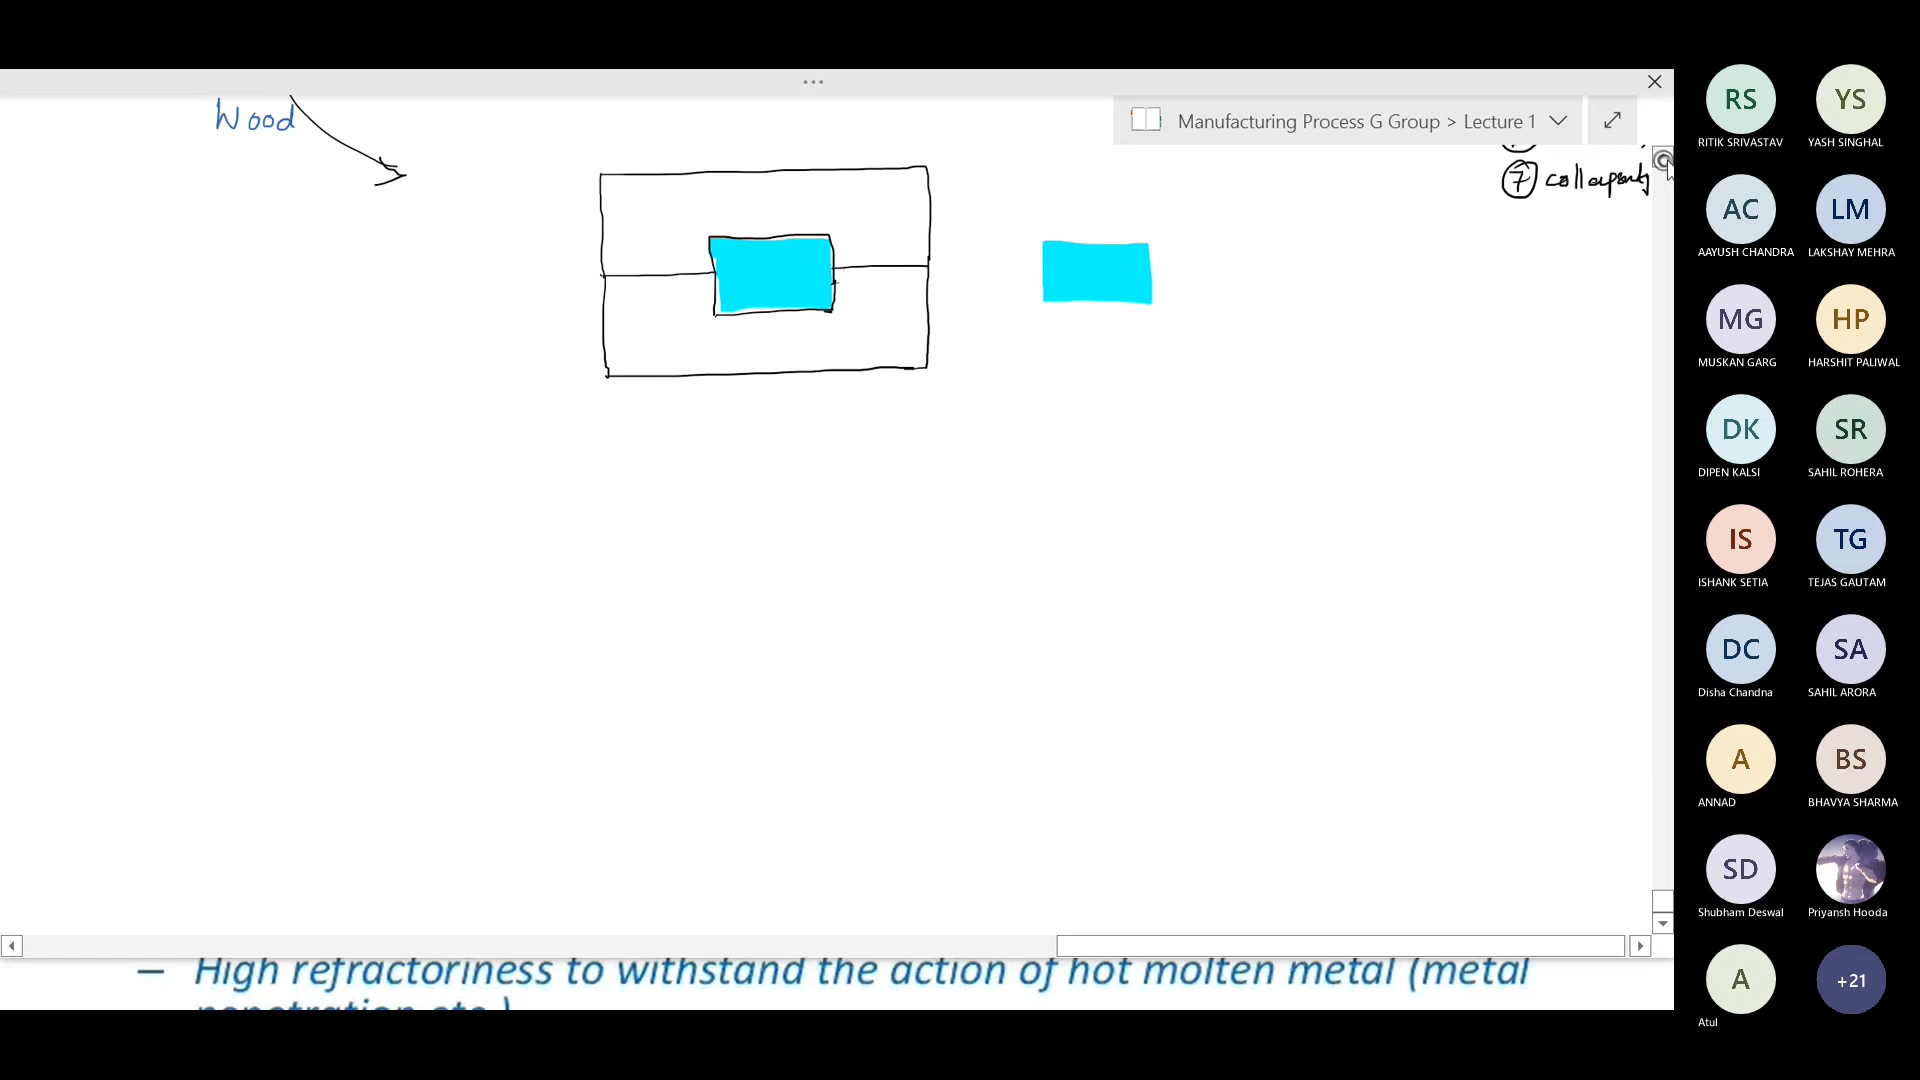 Wood
Manufacturing Process G Group > Lecture 1
7
– High refractoriness to withstand the action of hot molten metal (metal
RS
RITIK SRIVASTAV
YS
YASH SINGHAL
AC
AAYUSH CHANDRA
LM
LAKSHAY MEHRA
MG
MUSKAN GARG
HP
HARSHIT PALIWAL
DK
DIPEN KALSI
SR
SAHIL ROHERA
IS
ISHANK SETIA
TG
TEJAS GAUTAM
DC
Disha Chandna
SA
SAHIL ARORA
A
ANNAD
BS
BHAVYA SHARMA
SD
Shubham Deswal
Priyansh Hooda
A
Atul
+21